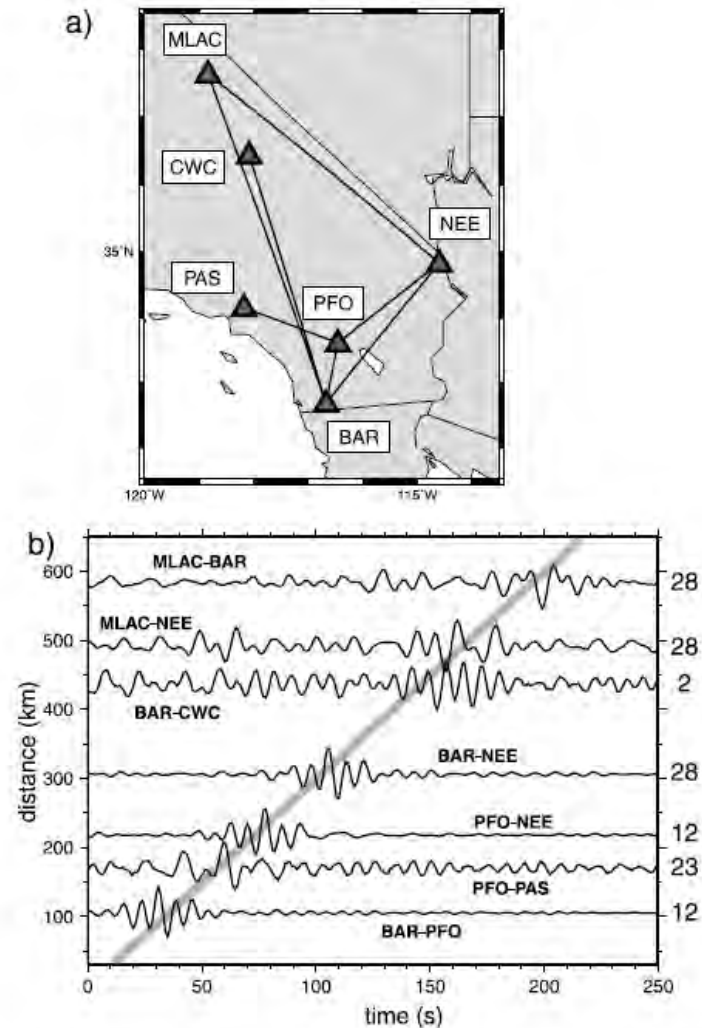 a)
MLAC
CWC
NEE
35°N
PAS
PFO
BAR
120°W
115°W
b)
MLAC-BAR
600
28
MLAC-NEE
500
28
2
BAR-CWC
400
distance (km)
BAR-NEE
300
28
PFO-NEE
12
200
23
PFO-PAS
100
12
BAR-PFO
0 50 100 150 200 250
time (s)